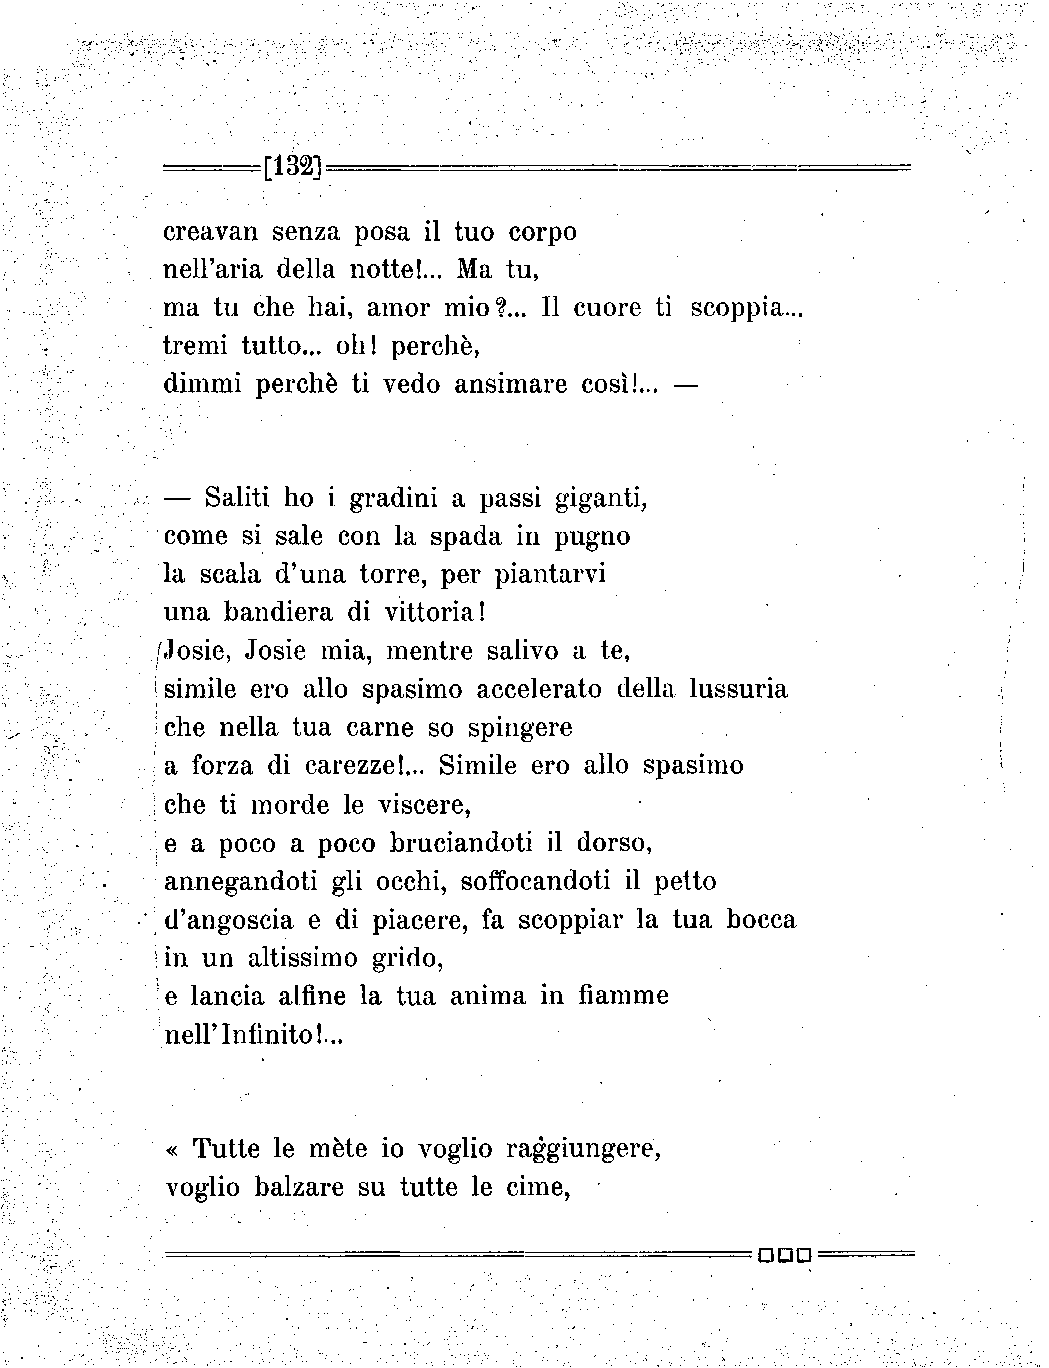 [132]
creavan senza posa il tuo corpo
nell'aria della notte!... Ma tu,
ma tu che hai, amor mio?... Il cuore ti scoppia...
tremi tutto... oh! perchè,
dimmi perchè ti vedo ansimare così!... —
— Saliti ho i gradini a passi giganti,
come si sale con la spada in pugno
la scala d'una torre, per piantarvi
una bandiera di vittoria!
Josie, Josie mia, mentre salivo a te,
simile ero allo spasimo accelerato della lussuria
che nella tua carne so spingere
a forza di carezze!... Simile ero allo spasimo
che ti morde le viscere,
e a poco a poco bruciandoti il dorso,
annegandoti gli occhi, soffocandoti il petto
d'angoscia e di piacere, fa scoppiar la tua bocca
in un altissimo grido,
e lancia alfine la tua anima in fiamme
nell'Infinito!...
« Tutte le mète io voglio raggiungere,
voglio balzare su tutte le cime,